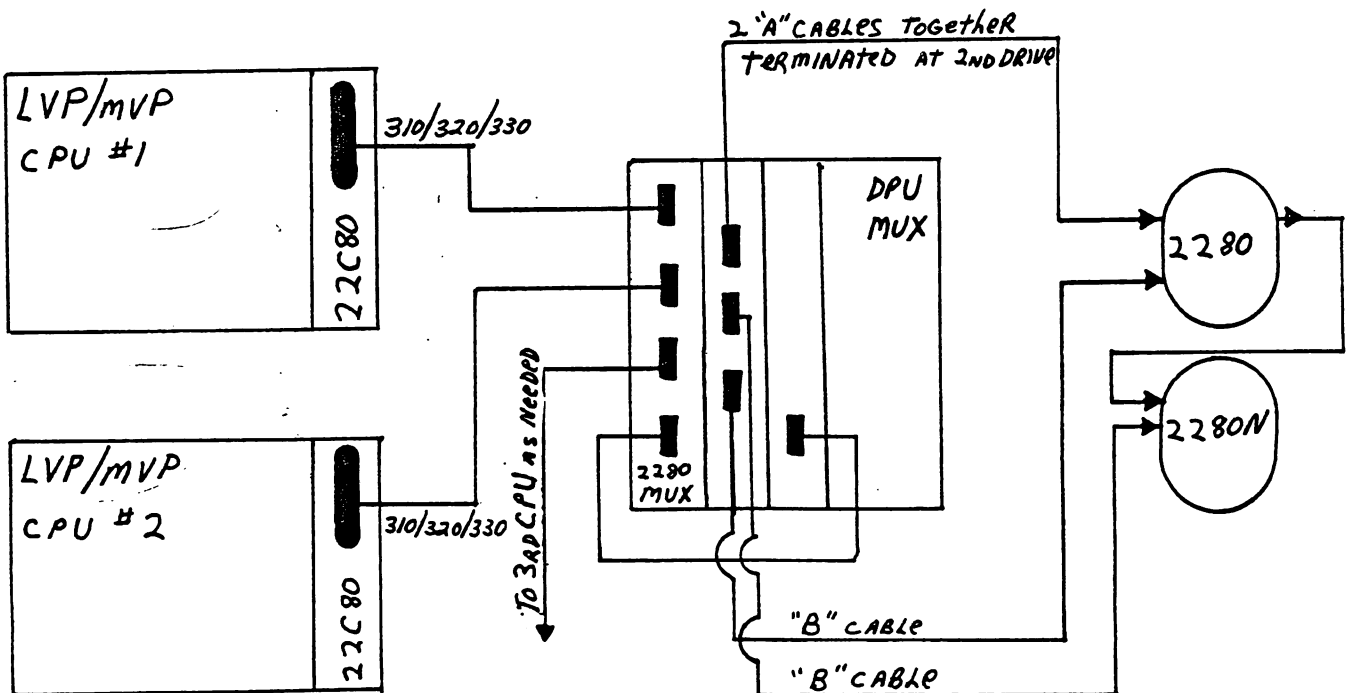 2 "A" CABLES TOGETHER
TERMINATED AT 2ND DRIVE
LVP/MVP
CPU #1
22C80
310/320/330
DPU
MUX
2280
2280N
2280
MUX
TO 3RD CPU AS NEEDED
LVP/MVP
CPU #2
22C80
310/320/330
"B" CABLE
"B" CABLE